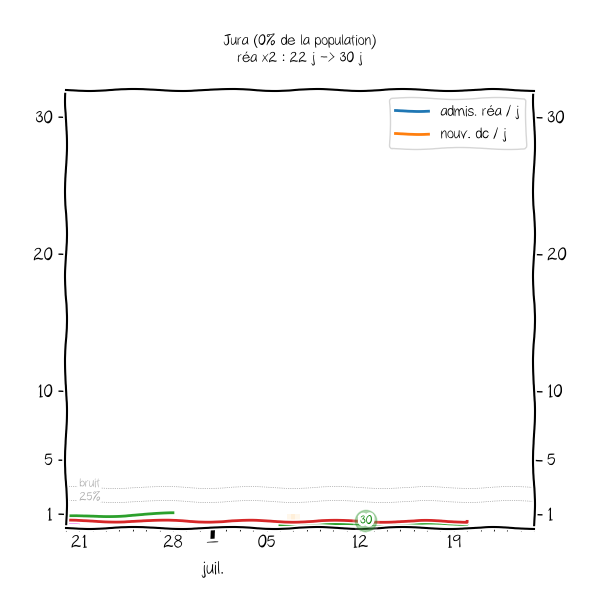 Jura (0% de la population)
réa x2 : 22 j -> 30 j
admis. réa / j
nouv. dc / j
30
30
20
20
10
10
5
5
bruit
25%
1
1
30
21
28
05
12
19
juil.